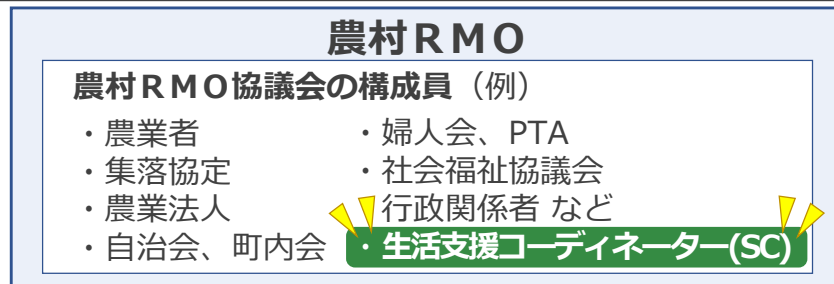 農村RMO
農村RMO協議会の構成員（例）
・農業者
・集落協定
・農業法人
・自治会、町内会
・婦人会、PTA
・社会福祉協議会
行政関係者 など
・生活支援コーディネーター(SC)